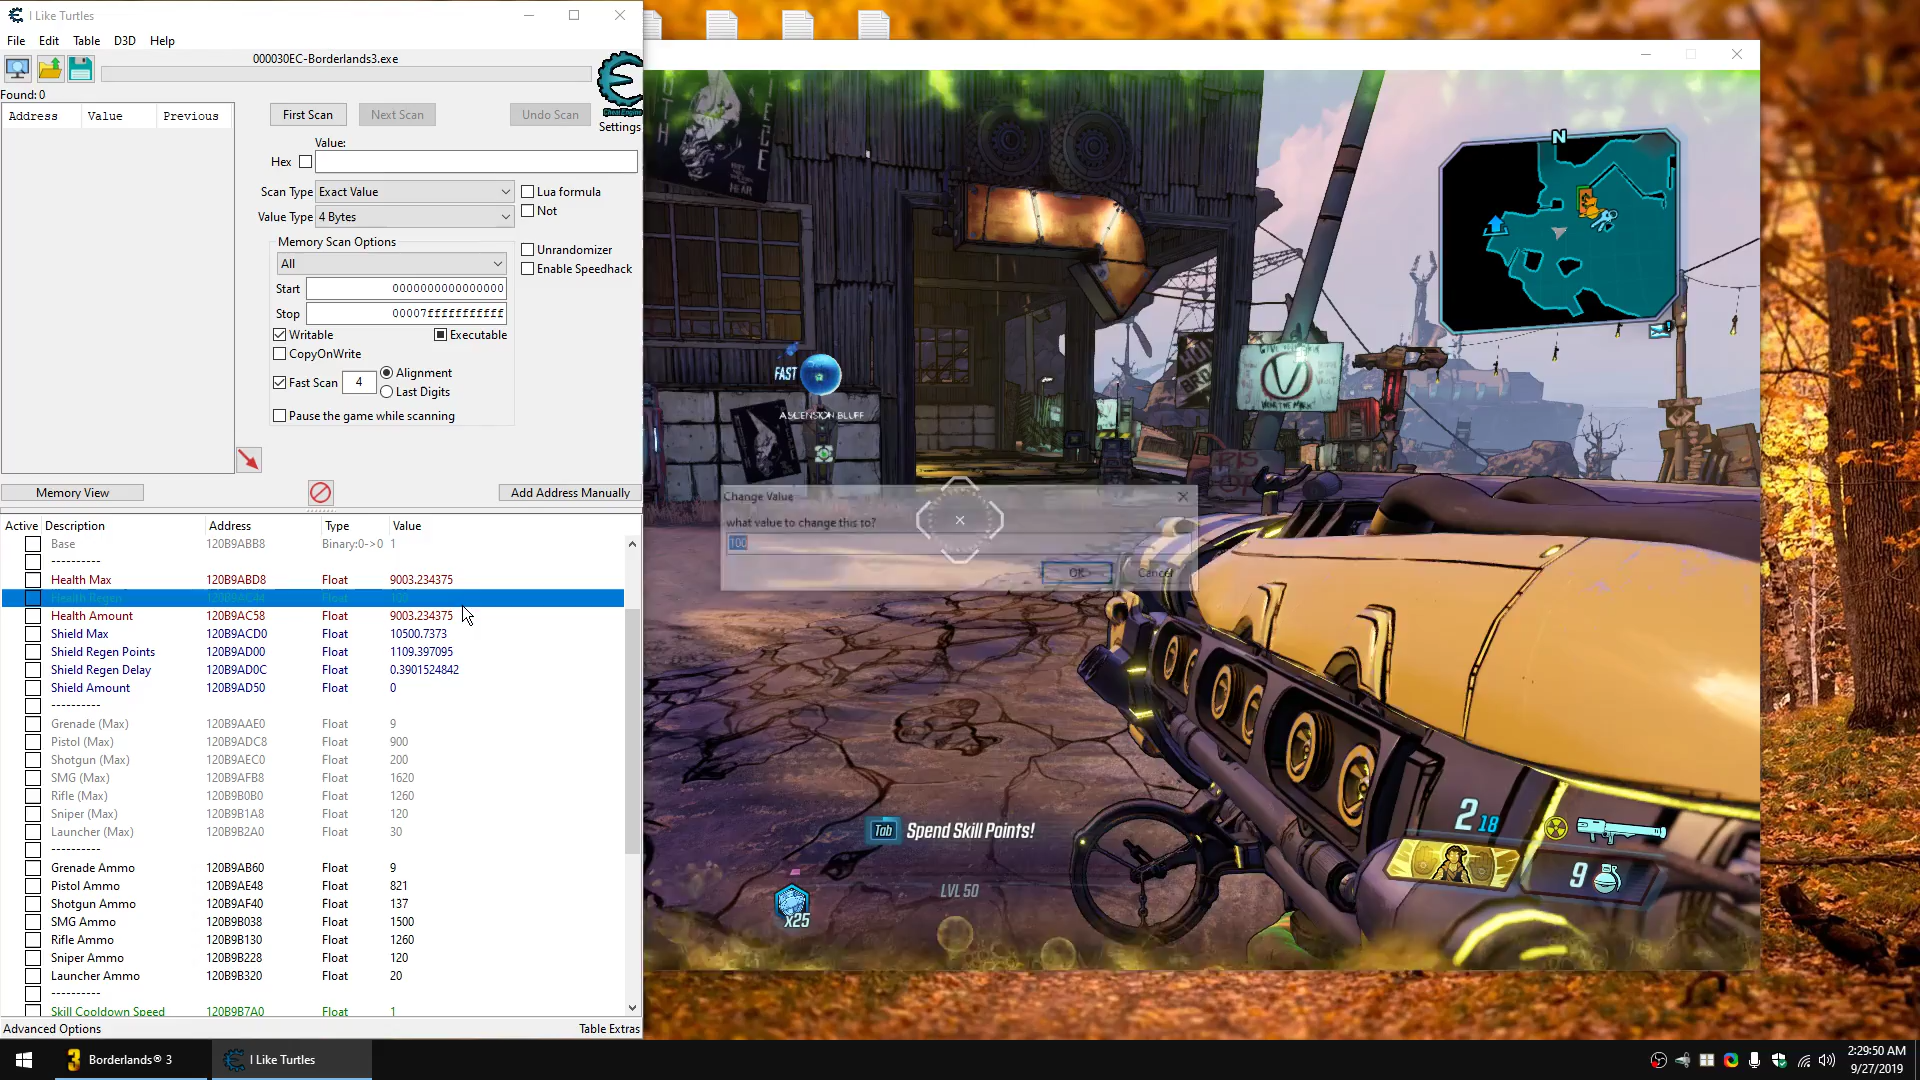 I Like Turtles
File Edit Table D3D Help
000030EC-Borderlands3.exe
Found: 0
Address Value Previous
First Scan Next Scan Undo Scan
Settings
Value:
Hex
Scan Type Exact Value Lua formula
Value Type 4 Bytes Not
Memory Scan Options
All
Unrandomizer
Enable Speedhack
Start 0000000000000000
Stop 00007fffffffffff
Writable Executable
CopyOnWrite
Fast Scan 4 Alignment
Last Digits
Pause the game while scanning
Memory View Add Address Manually
Active Description Address Type Value
Base 120B9ABB8 Binary:0->0 1
----------
Health Max 120B9ABD8 Float 9003.234375
Health Regen 120B9AC44 Float 100
Health Amount 120B9AC58 Float 9003.234375
Shield Max 120B9ACD0 Float 10500.7373
Shield Regen Points 120B9AD00 Float 1109.397095
Shield Regen Delay 120B9AD0C Float 0.3901524842
Shield Amount 120B9AD50 Float 0
----------
Grenade (Max) 120B9AAE0 Float 9
Pistol (Max) 120B9ADC8 Float 900
Shotgun (Max) 120B9AEC0 Float 200
SMG (Max) 120B9AFB8 Float 1620
Rifle (Max) 120B9B0B0 Float 1260
Sniper (Max) 120B9B1A8 Float 120
Launcher (Max) 120B9B2A0 Float 30
----------
Grenade Ammo 120B9AB60 Float 9
Pistol Ammo 120B9AE48 Float 821
Shotgun Ammo 120B9AF40 Float 137
SMG Ammo 120B9B038 Float 1500
Rifle Ammo 120B9B130 Float 1260
Sniper Ammo 120B9B228 Float 120
Launcher Ammo 120B9B320 Float 20
----------
Skill Cooldown Speed 120B9B7A0 Float 1
Advanced Options Table Extras
N
FAST
ASCENSION BLUFF
Change Value
what value to change this to?
100
OK Cancel
Tab Spend Skill Points!
LVL 50
x25
2 18
9
Borderlands® 3 I Like Turtles
2:29:50 AM
9/27/2019